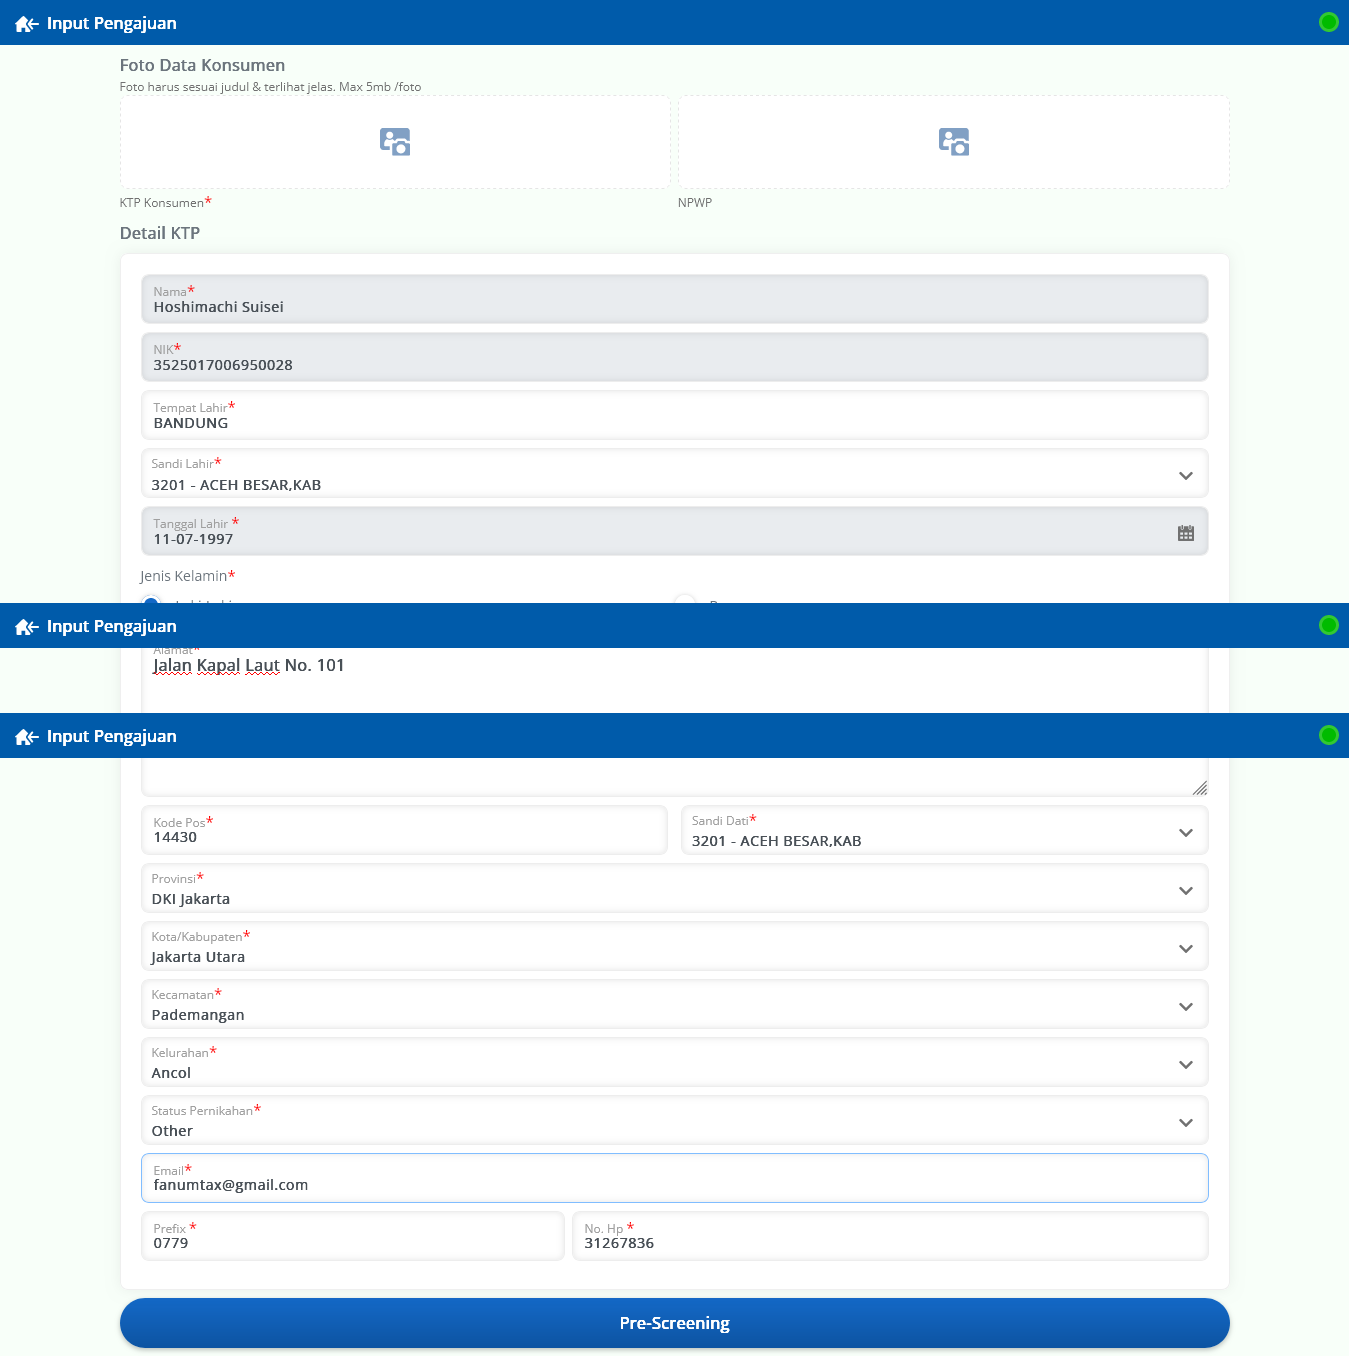 Input Pengajuan
Foto Data Konsumen
Foto harus sesuai judul & terlihat jelas. Max 5mb /foto
KTP Konsumen*
NPWP
Detail KTP
Nama*
Hoshimachi Suisei
NIK*
3525017006950028
Tempat Lahir*
BANDUNG
Sandi Lahir*
3201 - ACEH BESAR,KAB
Tanggal Lahir *
11-07-1997
Jenis Kelamin*
Input Pengajuan
Alamat*
Jalan Kapal Laut No. 101
Input Pengajuan
Kode Pos*
14430
Sandi Dati*
3201 - ACEH BESAR,KAB
Provinsi*
DKI Jakarta
Kota/Kabupaten*
Jakarta Utara
Kecamatan*
Pademangan
Kelurahan*
Ancol
Status Pernikahan*
Other
Email*
fanumtax@gmail.com
Prefix *
0779
No. Hp *
31267836
Pre-Screening